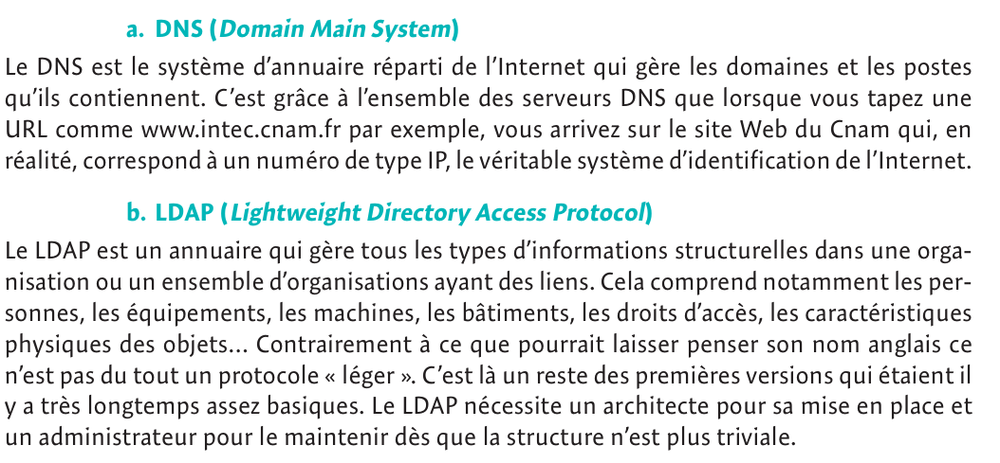 a. DNS (Domain Main System)
Le DNS est le système d’annuaire réparti de l’Internet qui gère les domaines et les postes
qu’ils contiennent. C’est grâce à l’ensemble des serveurs DNS que lorsque vous tapez une
URL comme www.intec.cnam.fr par exemple, vous arrivez sur le site Web du Cnam qui, en
réalité, correspond à un numéro de type IP, le véritable système d’identification de l’Internet.
b. LDAP (Lightweight Directory Access Protocol)
Le LDAP est un annuaire qui gère tous les types d’informations structurelles dans une orga-
nisation ou un ensemble d’organisations ayant des liens. Cela comprend notamment les per-
sonnes, les équipements, les machines, les bâtiments, les droits d’accès, les caractéristiques
physiques des objets... Contrairement à ce que pourrait laisser penser son nom anglais ce
n’est pas du tout un protocole « léger ». C’est là un reste des premières versions qui étaient il
y a très longtemps assez basiques. Le LDAP nécessite un architecte pour sa mise en place et
un administrateur pour le maintenir dès que la structure n’est plus triviale.